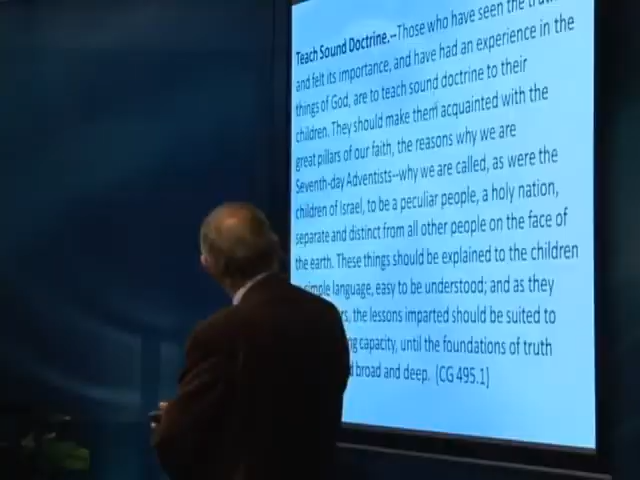 Teach Sound Doctrine.--Those who have seen the truth
and felt its importance, and have had an experience in the
things of God, are to teach sound doctrine to their
children. They should make them acquainted with the
great pillars of our faith, the reasons why we are
Seventh-day Adventists--why we are called, as were the
children of Israel, to be a peculiar people, a holy nation,
separate and distinct from all other people on the face of
the earth. These things should be explained to the children
simple language, easy to be understood; and as they
the lessons imparted should be suited to
capacity, until the foundations of truth
broad and deep. {CG 495.1}